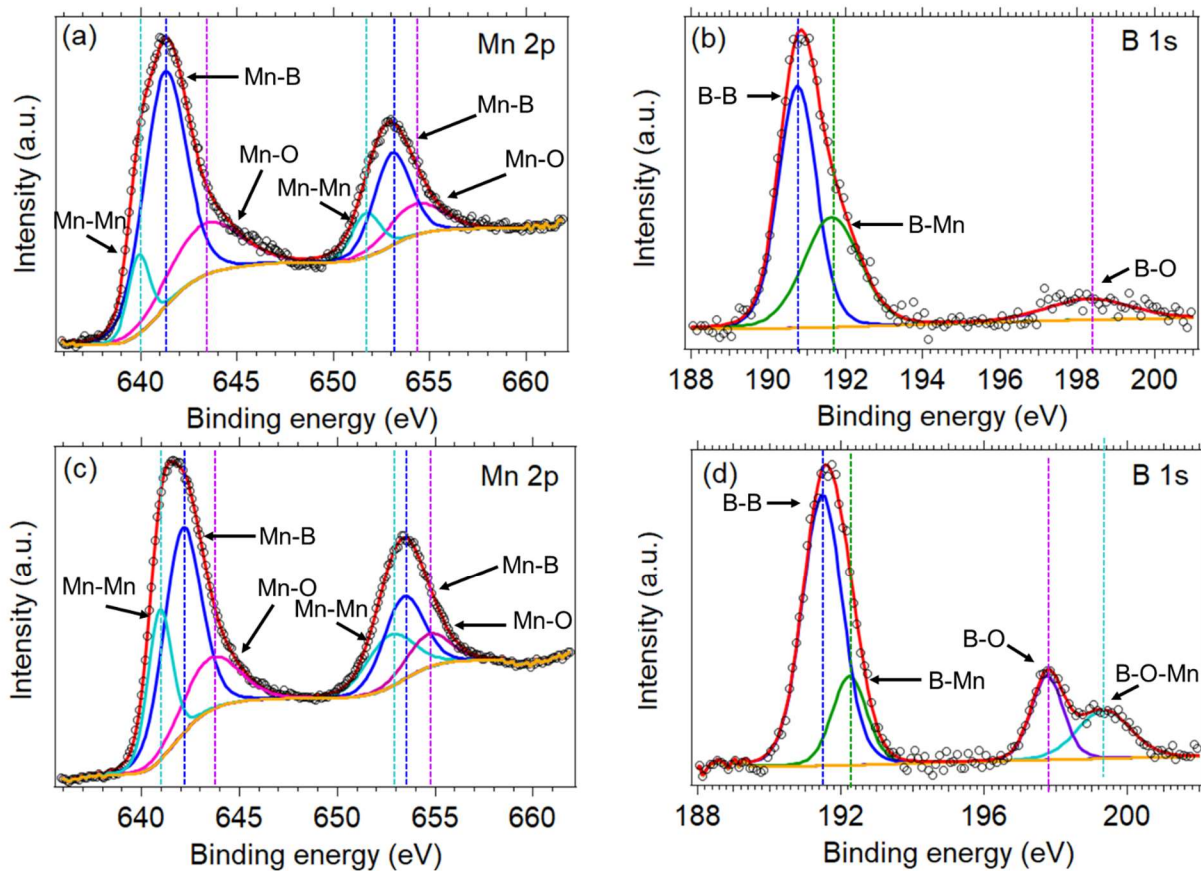 (a)
Mn 2p
Mn-B
Mn-O
Mn-Mn
Mn-Mn
Mn-B
Mn-O
Intensity (a.u.)
640 645 650 655 660
Binding energy (eV)
(b)
B 1s
B-B
B-Mn
B-O
Intensity (a.u.)
188 190 192 194 196 198 200
Binding energy (eV)
(c)
Mn 2p
Mn-B
Mn-Mn
Mn-O
Mn-Mn
Mn-B
Mn-O
Intensity (a.u.)
640 645 650 655 660
Binding energy (eV)
(d)
B 1s
B-B
B-Mn
B-O
B-O-Mn
Intensity (a.u.)
188 192 196 200
Binding energy (eV)